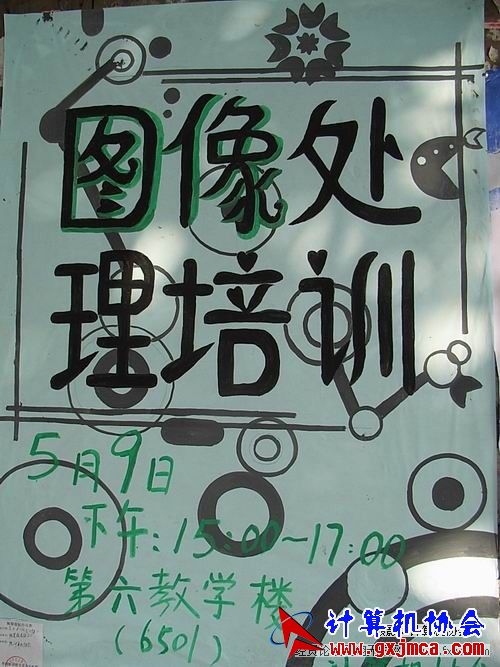 图像处
理培训
5月9日
下午:15:00~17:00
第六教学楼
(6501)
计算机协会
www.gxjmca.com